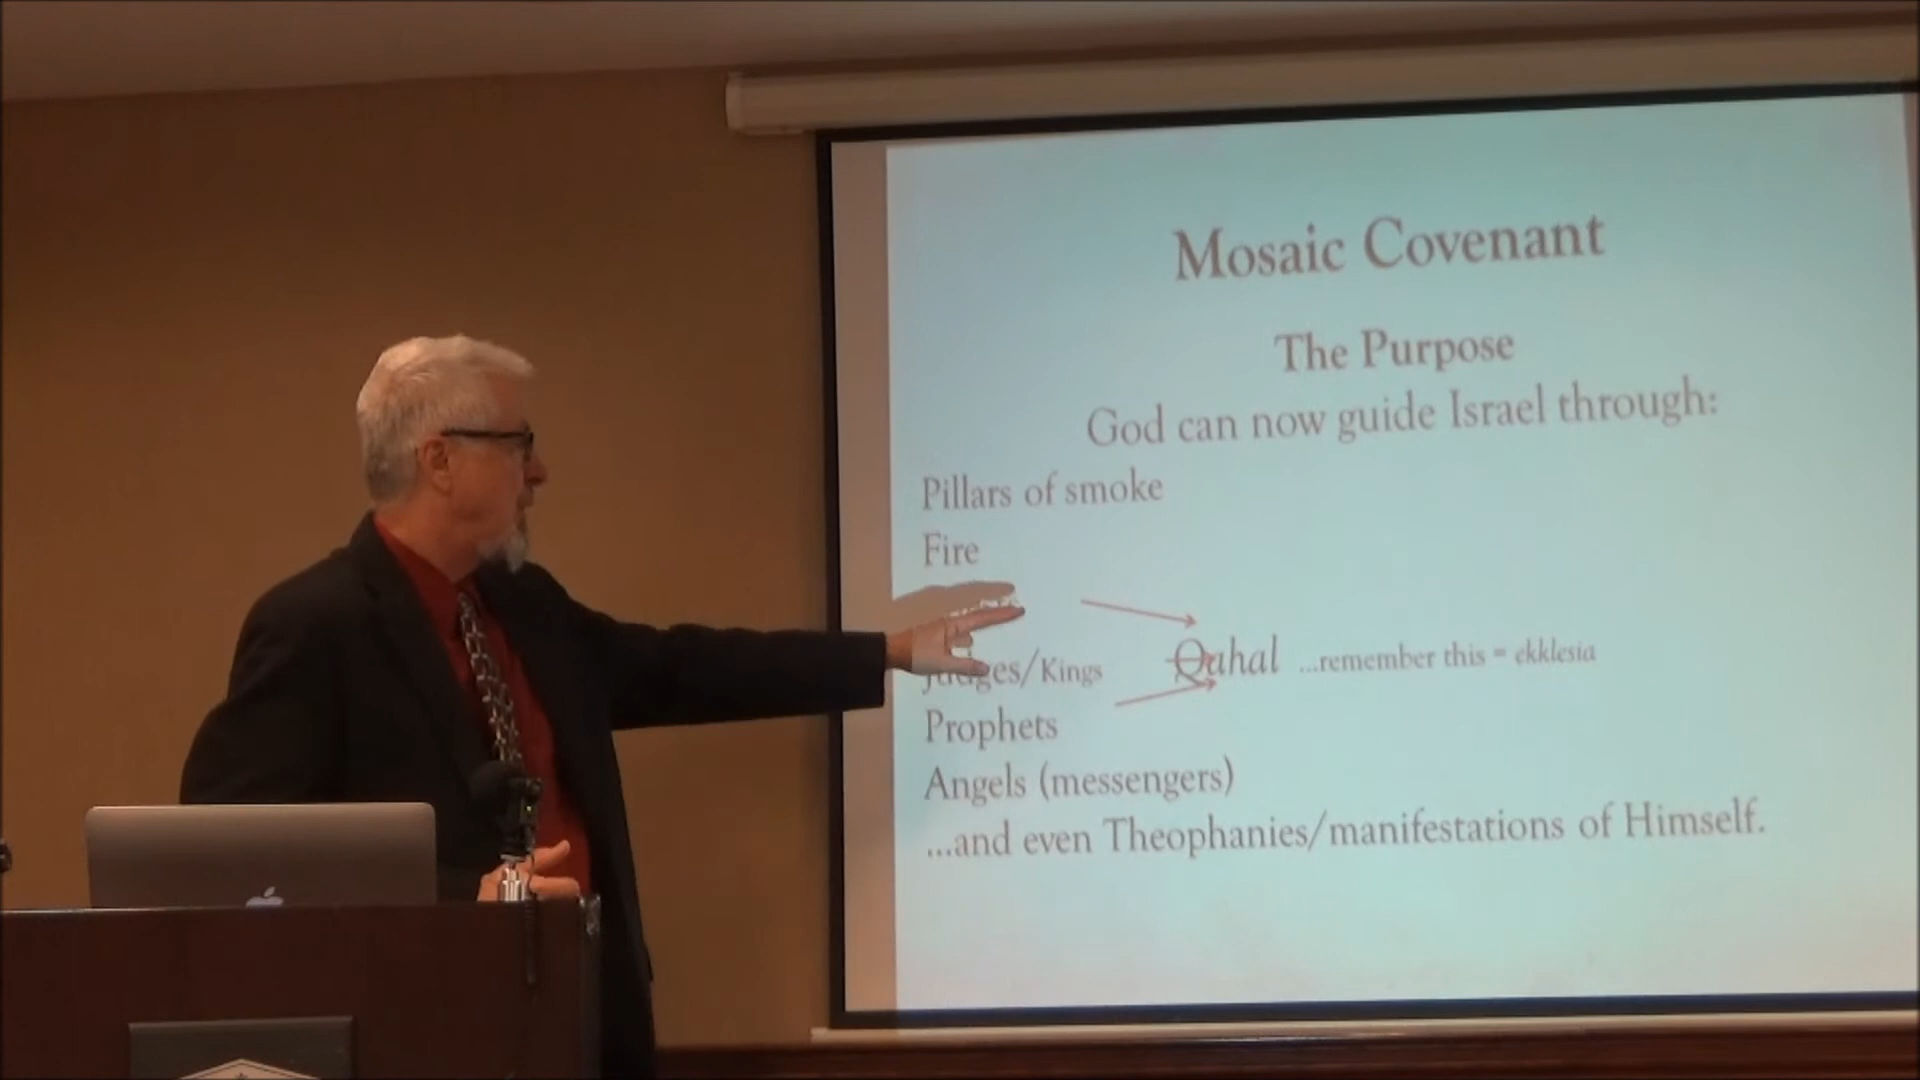 Mosaic Covenant
The Purpose
God can now guide Israel through:
Pillars of smoke
Fire
Judges/Kings
Qahal ...remember this = ekklesia
Prophets
Angels (messengers)
...and even Theophanies/manifestations of Himself.